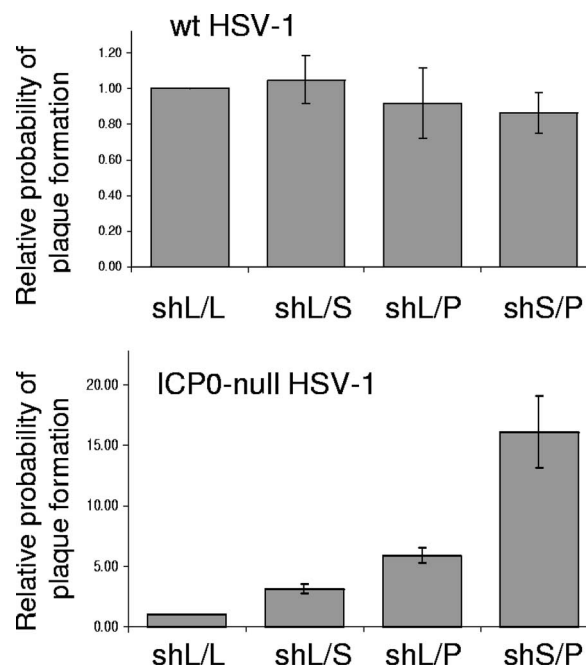 wt HSV-1
Relative probability of
plaque formation
1.20
1.00
0.80
0.60
0.40
0.20
0.00
shL/L shL/S shL/P shS/P
ICP0-null HSV-1
Relative probability of
plaque formation
20.00
15.00
10.00
5.00
0.00
shL/L shL/S shL/P shS/P